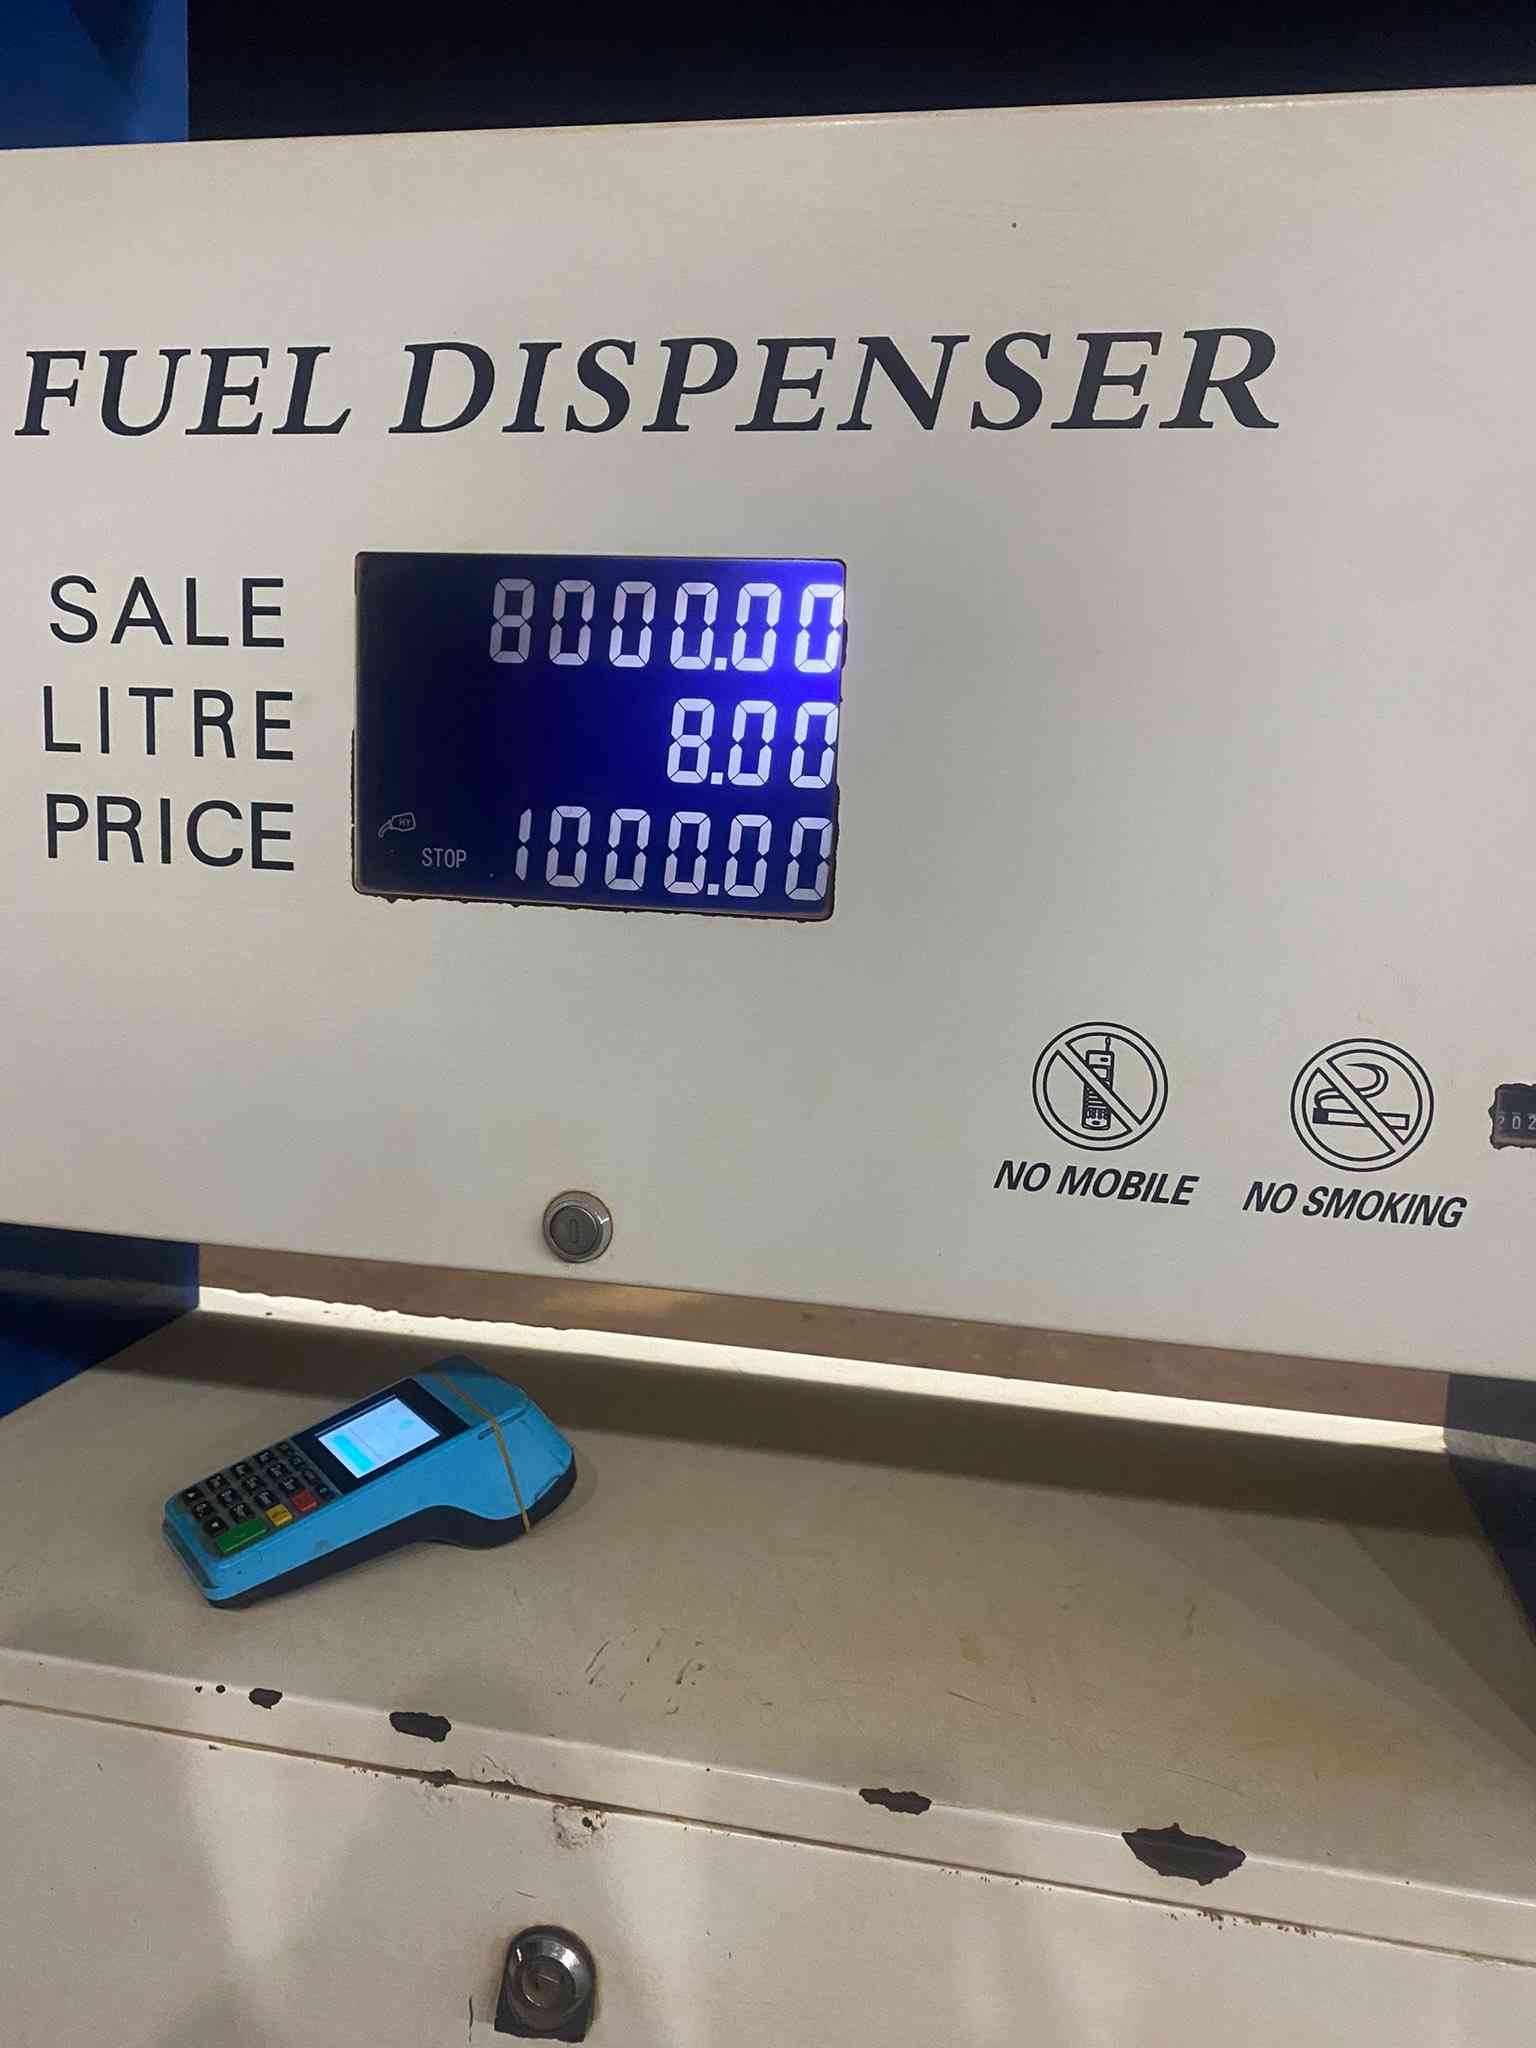 FUEL DISPENSER
SALE 8000.00
LITRE 8.00
PRICE STOP 1000.00
NO MOBILE NO SMOKING